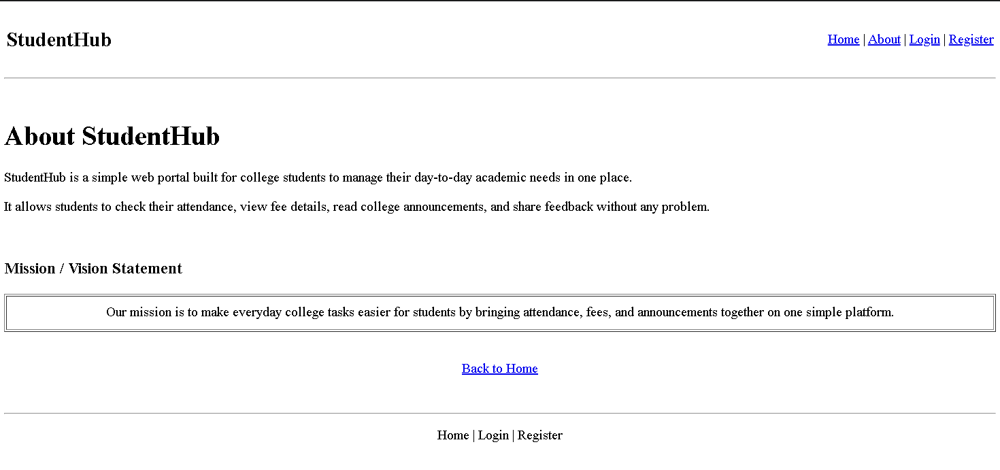 StudentHub
Home | About | Login | Register
About StudentHub
StudentHub is a simple web portal built for college students to manage their day-to-day academic needs in one place.
It allows students to check their attendance, view fee details, read college announcements, and share feedback without any problem.
Mission / Vision Statement
Our mission is to make everyday college tasks easier for students by bringing attendance, fees, and announcements together on one simple platform.
Back to Home
Home | Login | Register